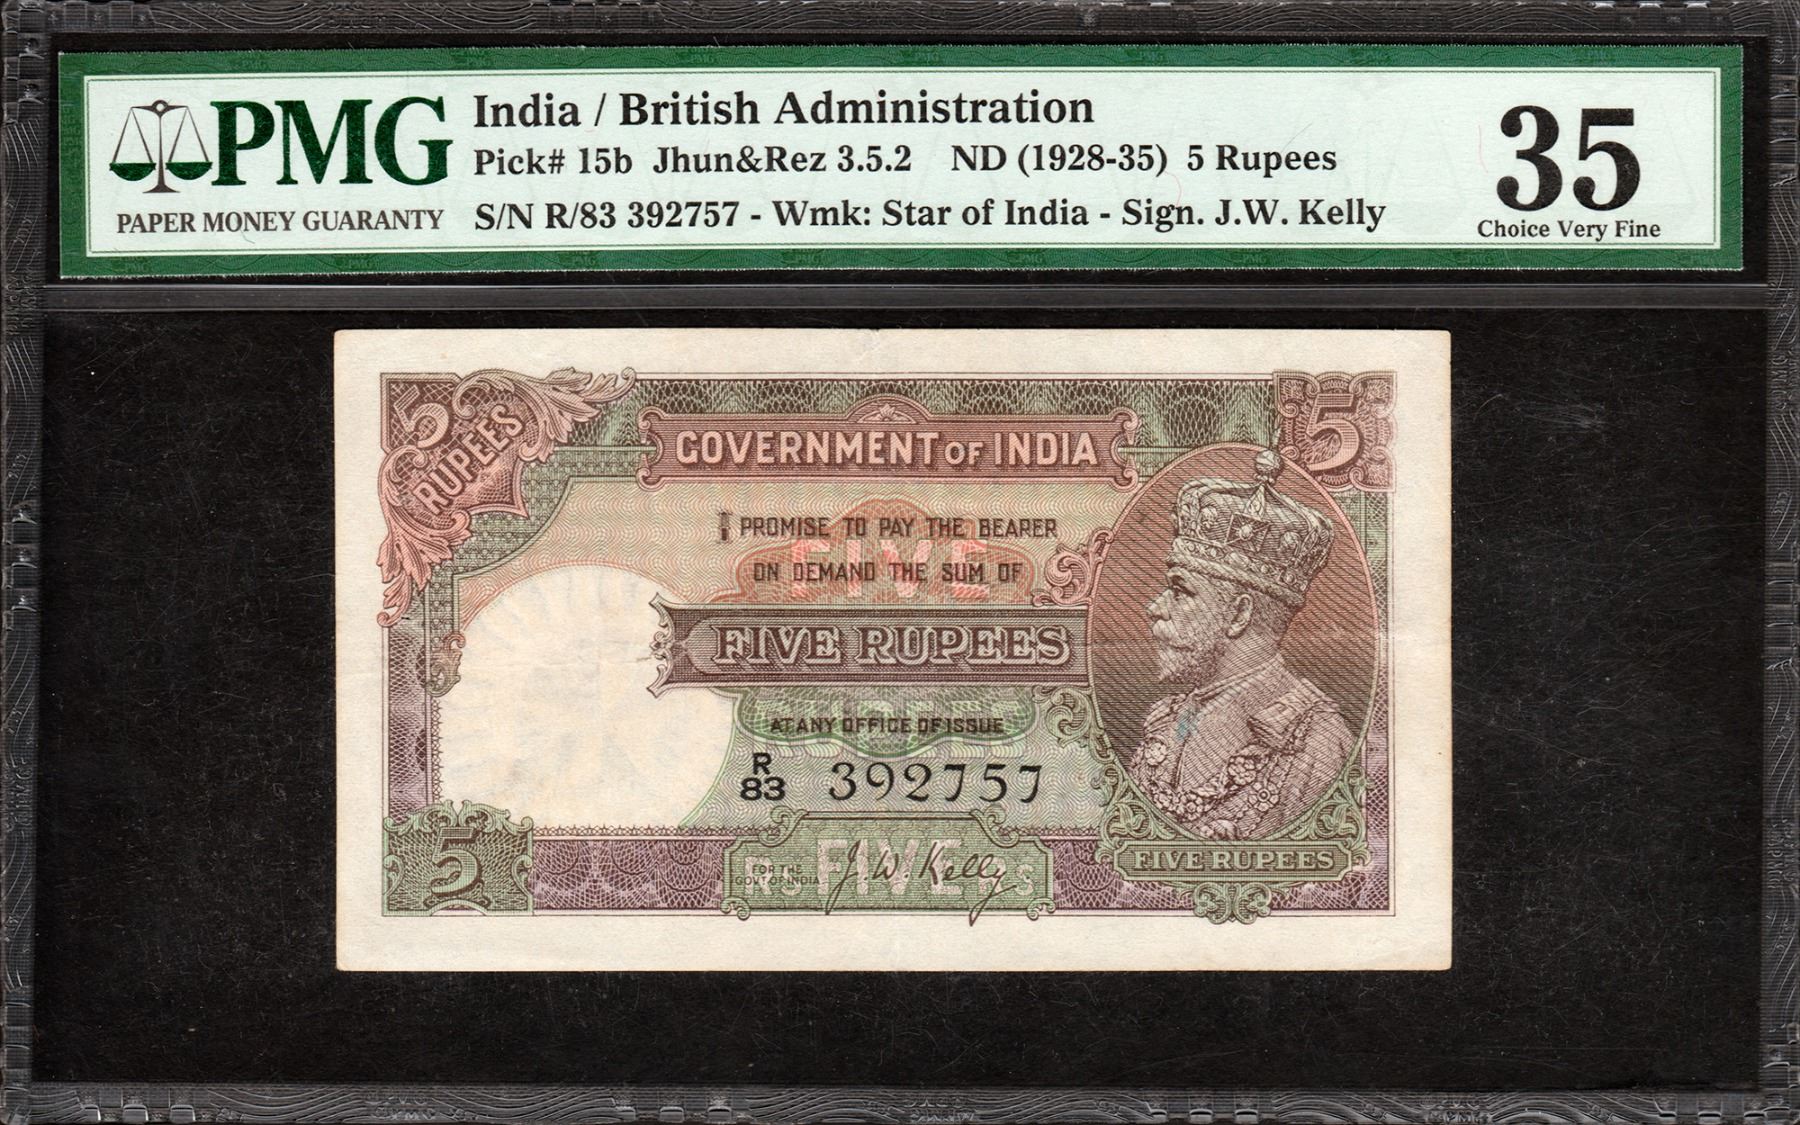 PMG
PAPER MONEY GUARANTY
India / British Administration
Pick# 15b Jhun&Rez 3.5.2 ND (1928-35) 5 Rupees
S/N R/83 392757 - Wmk: Star of India - Sign. J.W. Kelly
35
Choice Very Fine
5
RUPEES
GOVERNMENT OF INDIA
5
I PROMISE TO PAY THE BEARER
FIVE
ON DEMAND THE SUM OF
FIVE RUPEES
RUPEES
AT ANY OFFICE OF ISSUE
R
83 392757
5
FOR THE
GOVT OF INDIA
J. W. Kelly
Rs FIVE Rs
FIVE RUPEES